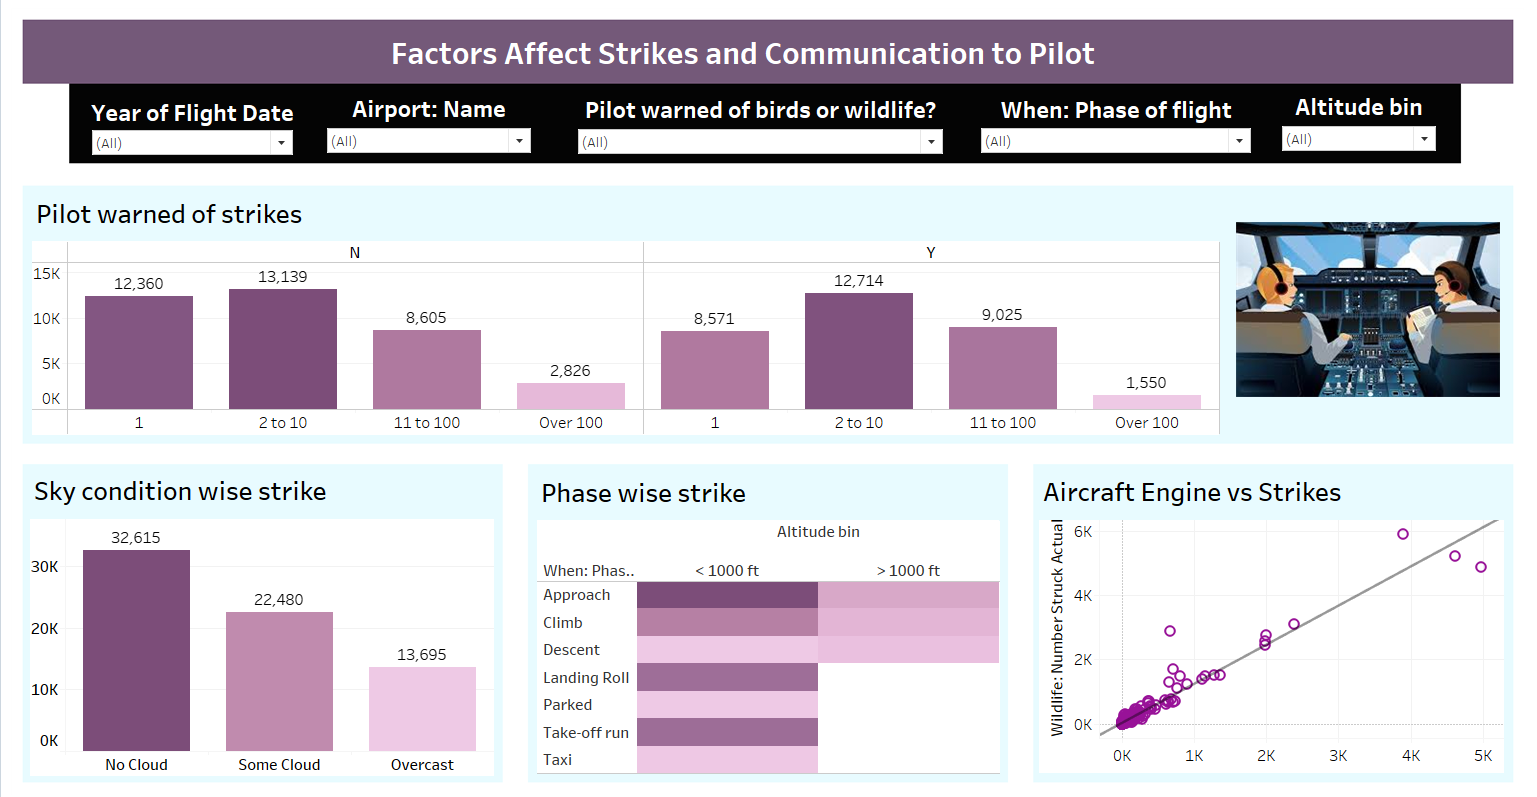 Factors Affect Strikes and Communication to Pilot
Year of Flight Date
Airport: Name
Pilot warned of birds or wildlife?
When: Phase of flight
Altitude bin
(All)
(All)
(All)
(All)
(All)
Pilot warned of strikes
N
Y
15K
10K
5K
0K
12,360
13,139
8,605
2,826
8,571
12,714
9,025
1,550
1
2 to 10
11 to 100
Over 100
1
2 to 10
11 to 100
Over 100
Sky condition wise strike
30K
20K
10K
0K
32,615
22,480
13,695
No Cloud
Some Cloud
Overcast
Phase wise strike
Altitude bin
When: Phas..
< 1000 ft
> 1000 ft
Approach
Climb
Descent
Landing Roll
Parked
Take-off run
Taxi
Aircraft Engine vs Strikes
Wildlife: Number Struck Actual
6K
4K
2K
0K
0K
1K
2K
3K
4K
5K